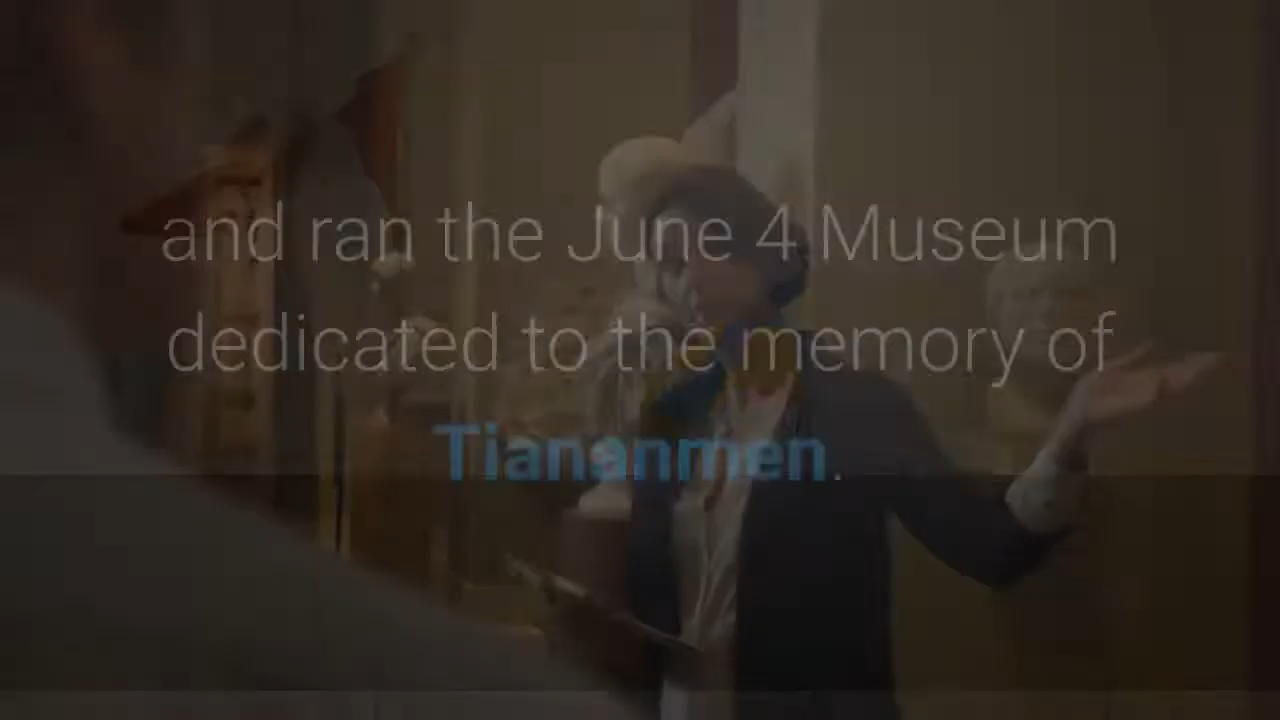 and ran the June 4 Museum
dedicated to the memory of
Tiananmen.